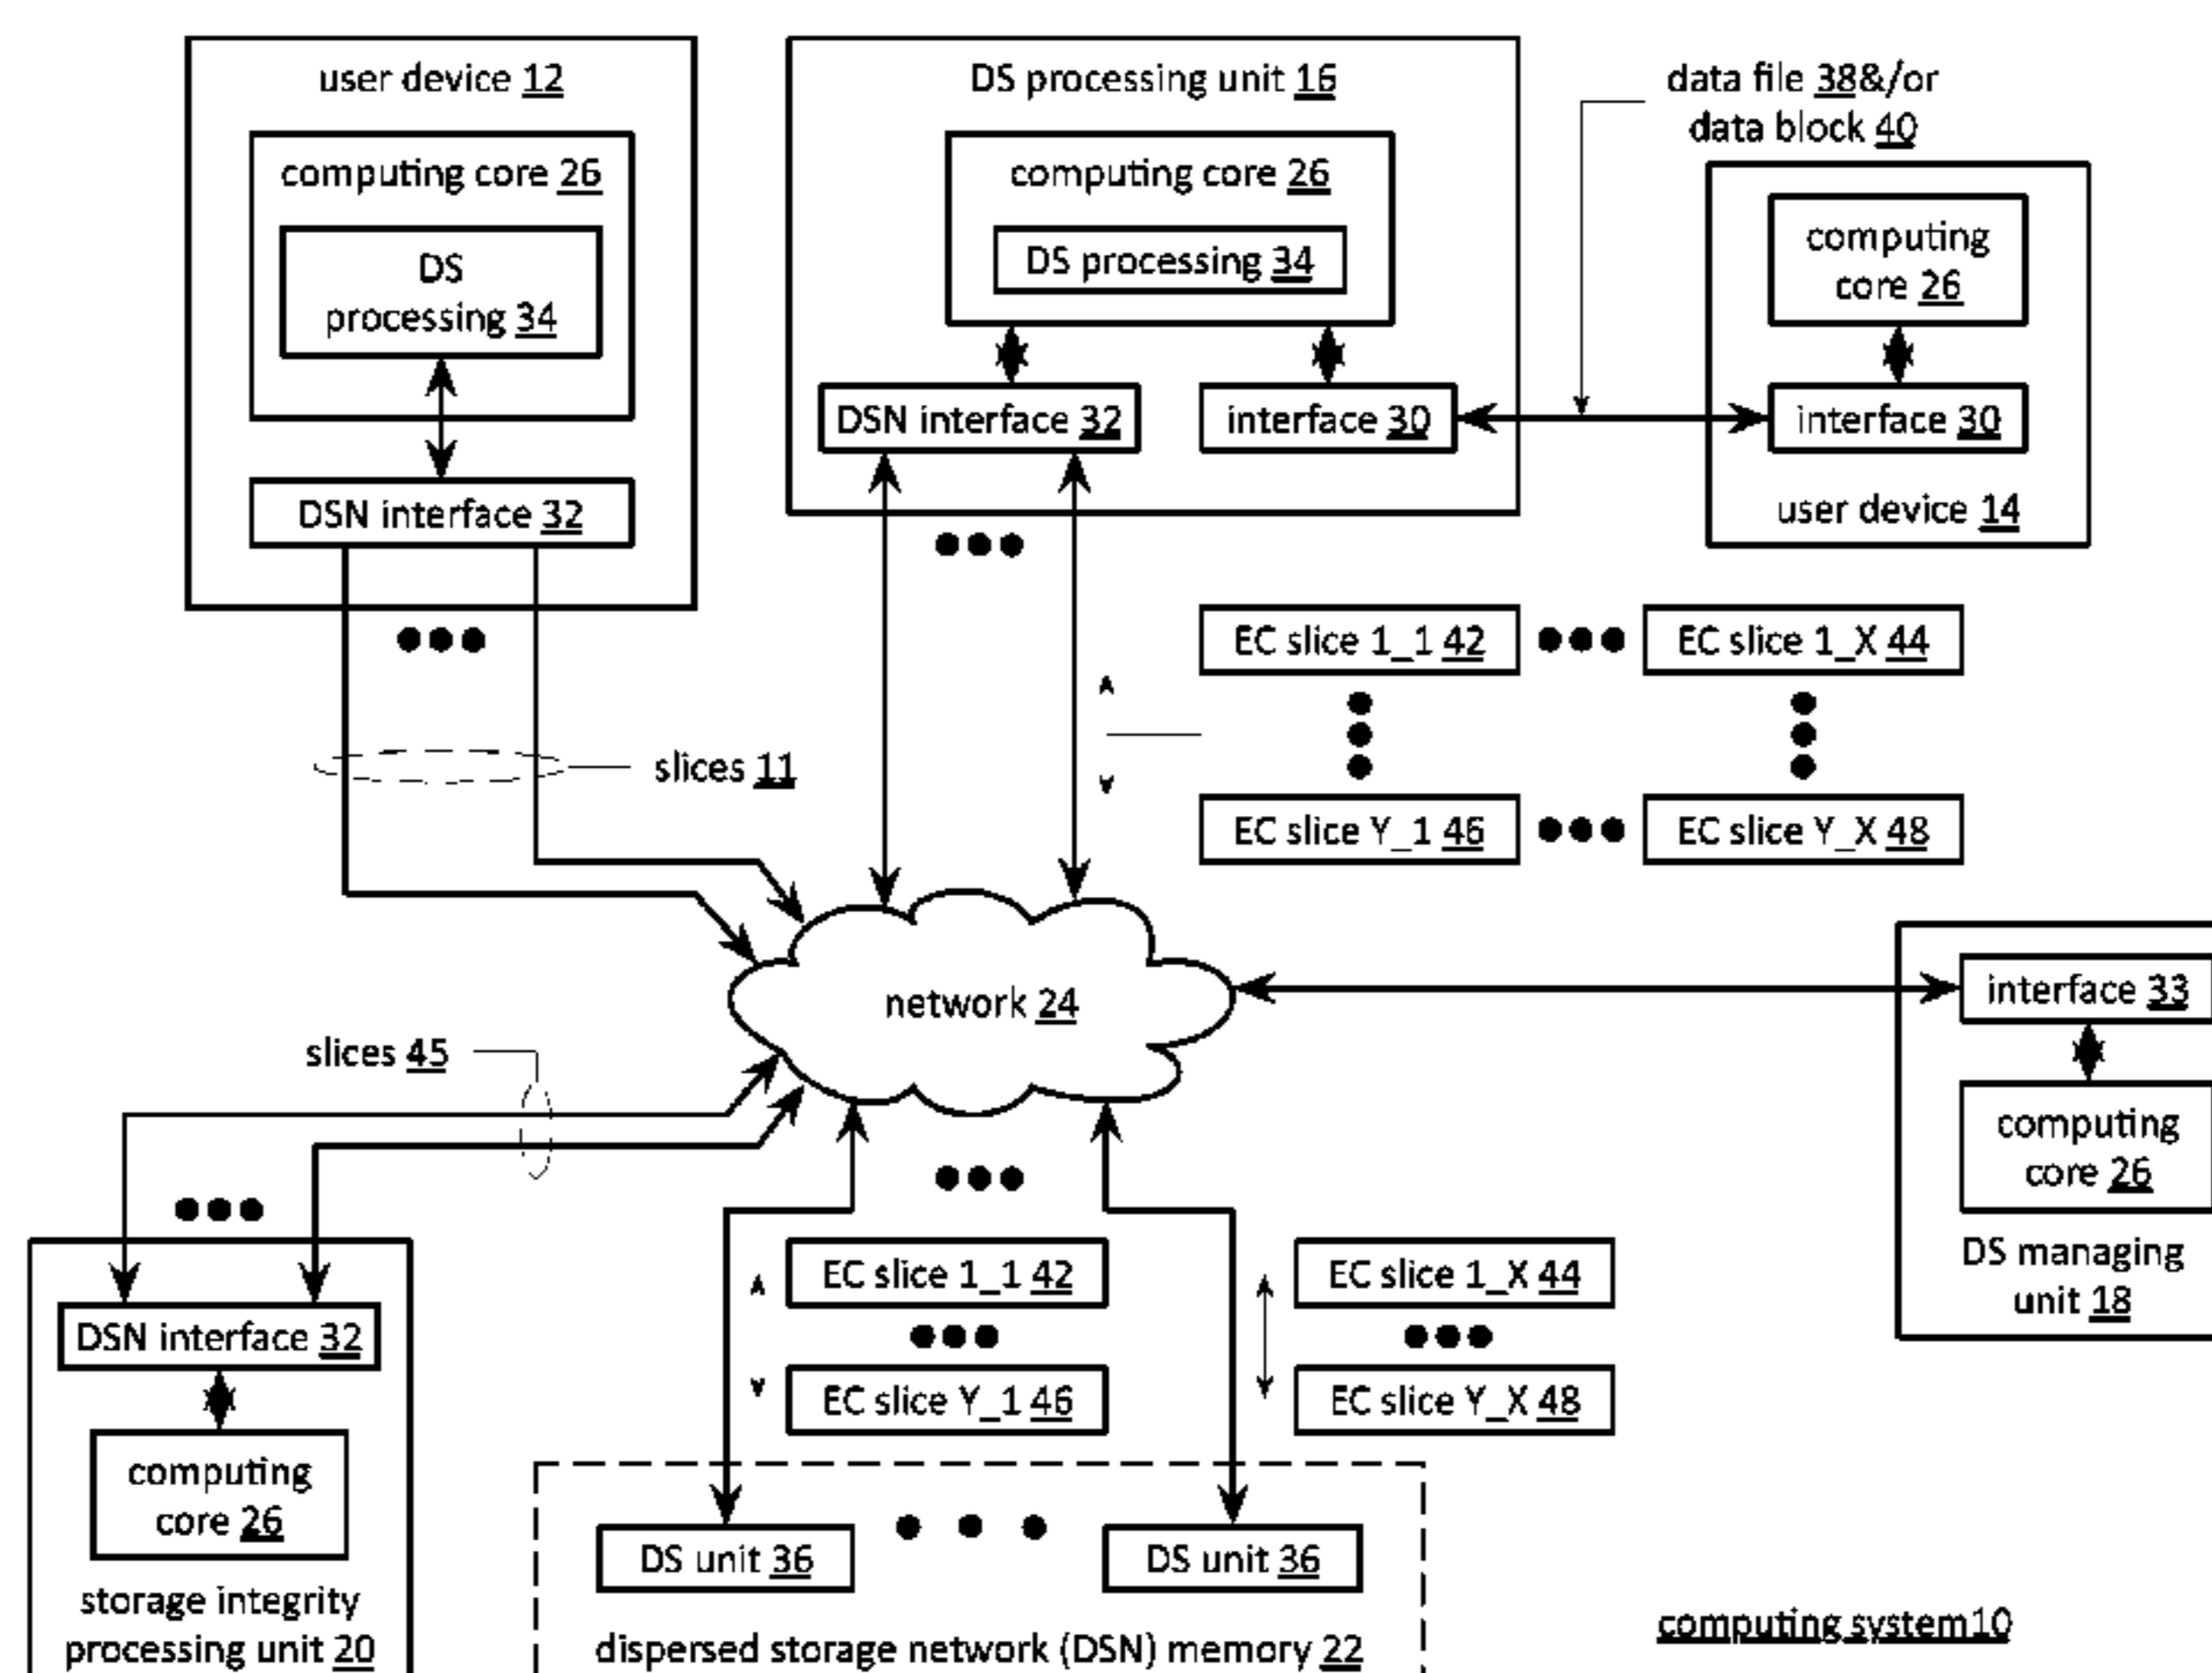 user device 12
computing core 26
DS
processing 34
DSN interface 32
DS processing unit 16
computing core 26
DS processing 34
DSN interface 32
interface 30
data file 38&/or
data block 40
computing
core 26
interface 30
user device 14
EC slice 1_1 42
EC slice 1_X 44
EC slice Y_1 46
EC slice Y_X 48
slices 11
network 24
interface 33
computing
core 26
DS managing
unit 18
slices 45
DSN interface 32
computing
core 26
storage integrity
processing unit 20
EC slice 1_1 42
EC slice Y_1 46
EC slice 1_X 44
EC slice Y_X 48
DS unit 36
DS unit 36
dispersed storage network (DSN) memory 22
computing system 10